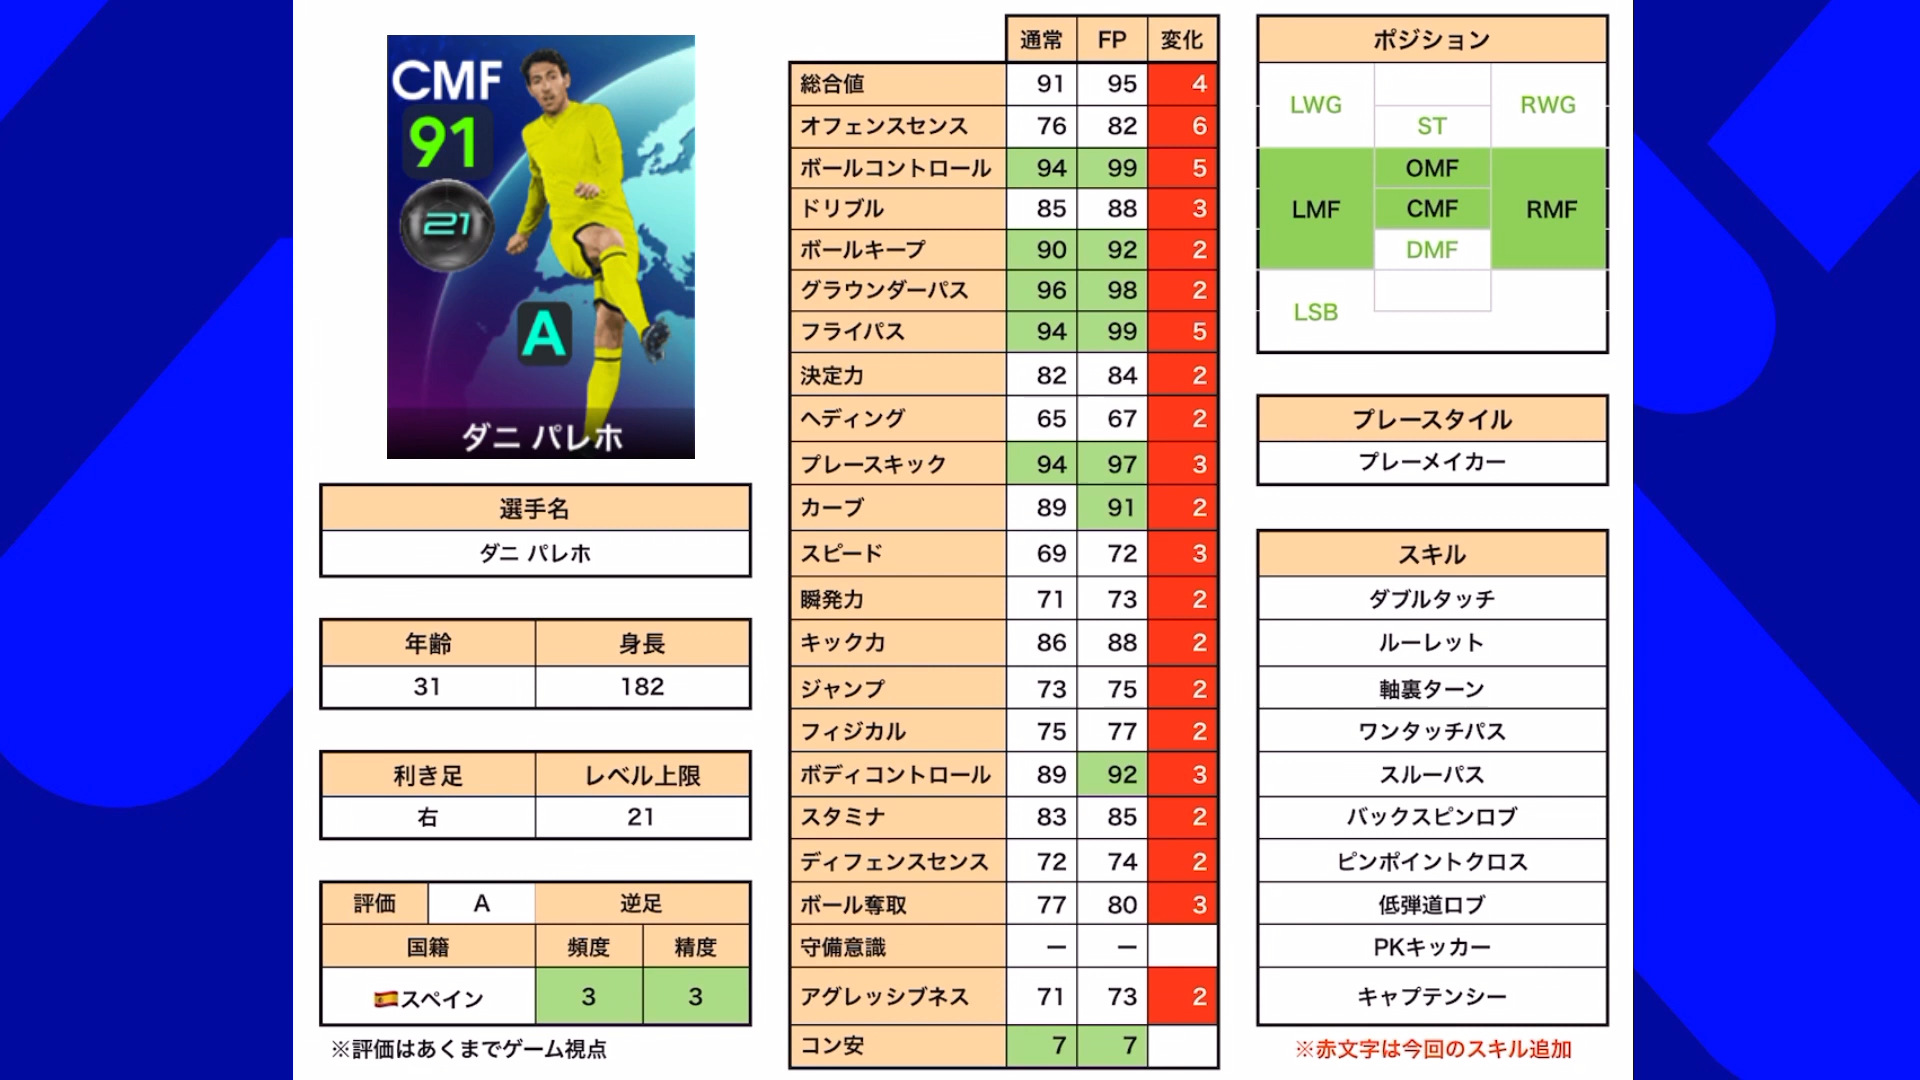 CMF
91
21
A
ダニ パレホ
選手名
ダニ パレホ
年齢 身長
31 182
利き足 レベル上限
右 21
評価 A 逆足
国籍 頻度 精度
スペイン 3 3
※評価はあくまでゲーム視点
通常 FP 変化
総合値 91 95 4
オフェンスセンス 76 82 6
ボールコントロール 94 99 5
ドリブル 85 88 3
ボールキープ 90 92 2
グラウンダーパス 96 98 2
フライパス 94 99 5
決定力 82 84 2
ヘディング 65 67 2
プレースキック 94 97 3
カーブ 89 91 2
スピード 69 72 3
瞬発力 71 73 2
キック力 86 88 2
ジャンプ 73 75 2
フィジカル 75 77 2
ボディコントロール 89 92 3
スタミナ 83 85 2
ディフェンスセンス 72 74 2
ボール奪取 77 80 3
守備意識 ー ー
アグレッシブネス 71 73 2
コン安 7 7
ポジション
LWG RWG
ST
OMF
LMF CMF RMF
DMF
LSB
プレースタイル
プレーメイカー
スキル
ダブルタッチ
ルーレット
軸裏ターン
ワンタッチパス
スルーパス
バックスピンロブ
ピンポイントクロス
低弾道ロブ
PKキッカー
キャプテンシー
※赤文字は今回のスキル追加